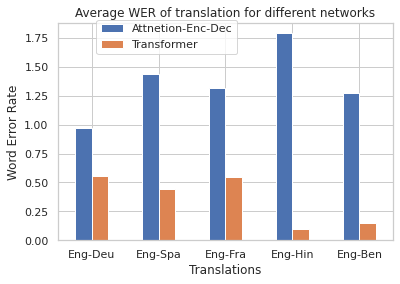 Average WER of translation for different networks
Attnetion-Enc-Dec
Transformer
Word Error Rate
1.75
1.50
1.25
1.00
0.75
0.50
0.25
0.00
Eng-Deu
Eng-Spa
Eng-Fra
Eng-Hin
Eng-Ben
Translations